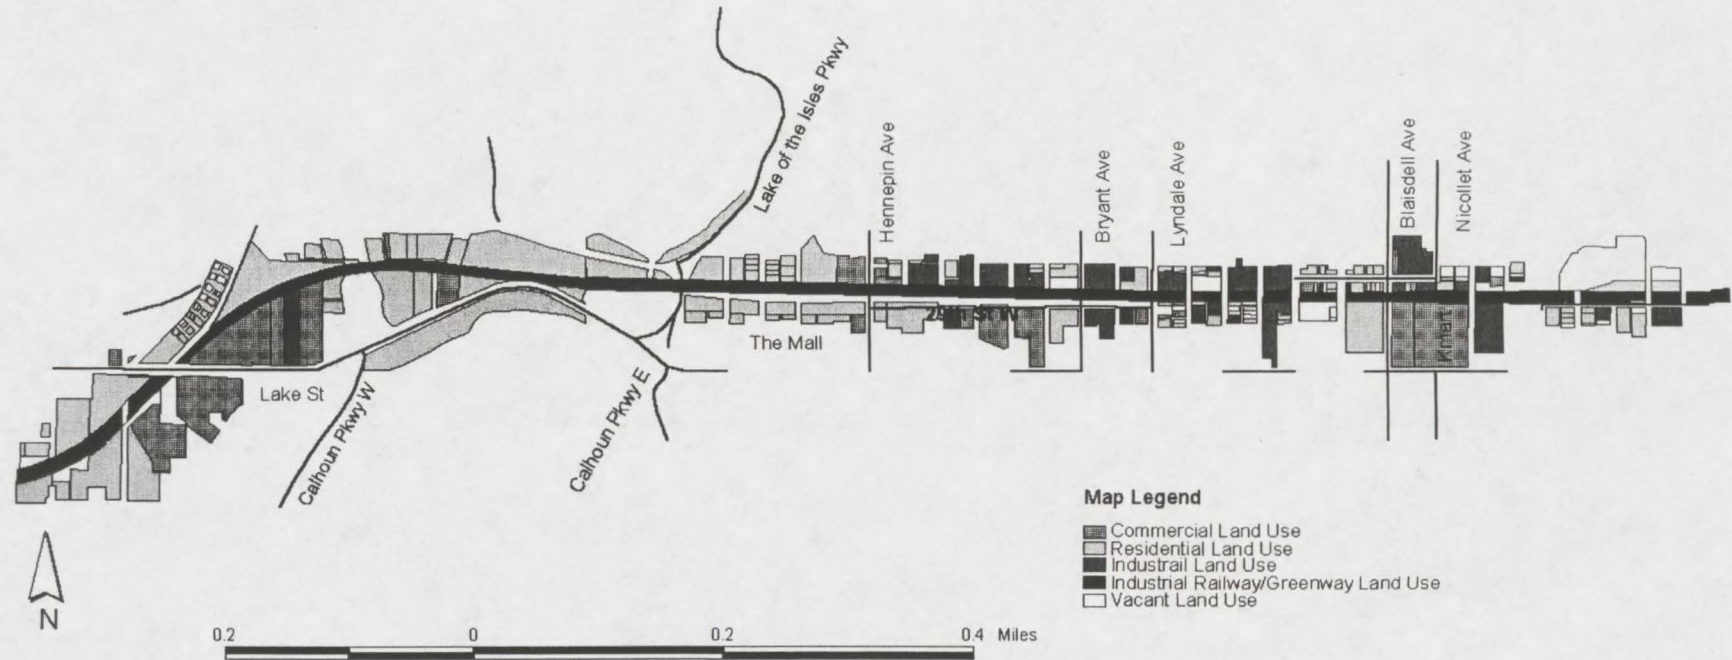 Lake of the Isles Pkwy
Hennepin Ave
Bryant Ave
Lyndale Ave
Blaisdell Ave
Nicollet Ave
29th St W
Kmart
The Mall
Lake St
Calhoun Pkwy W
Calhoun Pkwy E
Map Legend
Commercial Land Use
Residential Land Use
Industrail Land Use
Industrial Railway/Greenway Land Use
Vacant Land Use
N
0.2 0 0.2 0.4 Miles